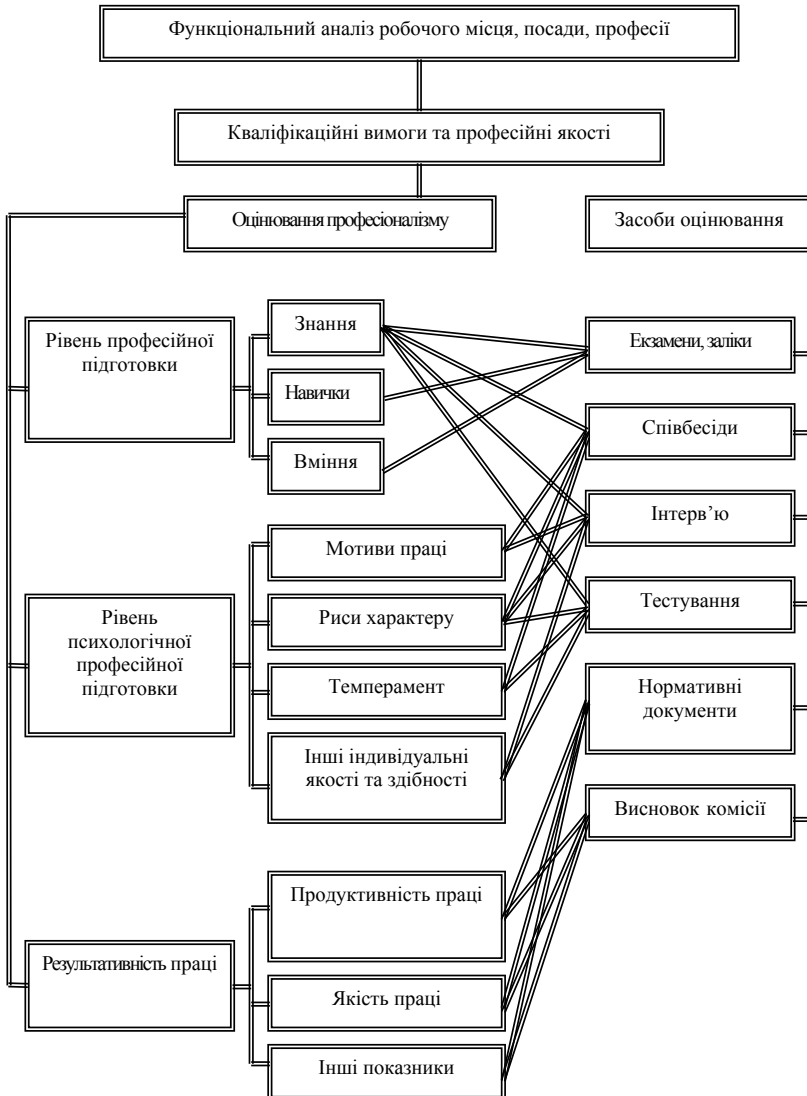 Функціональний аналіз робочого місця, посади, професії
Кваліфікаційні вимоги та професійні якості
Оцінювання професіоналізму
Засоби оцінювання
Рівень професійної
підготовки
Знання
Навички
Вміння
Екзамени, заліки
Співбесіди
Інтерв’ю
Тестування
Нормативні
документи
Висновок комісії
Рівень
психологічної
професійної
підготовки
Мотиви праці
Риси характеру
Темперамент
Інші індивідуальні
якості та здібності
Результативність праці
Продуктивність праці
Якість праці
Інші показники